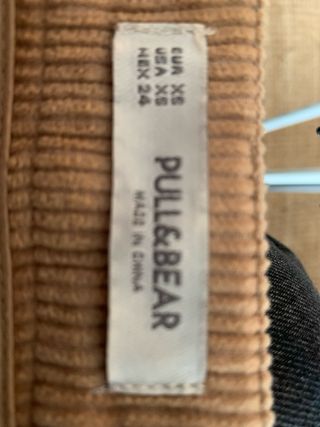 EUR XS
USA XS
MEX 24
PULL&BEAR
MADE IN CHINA